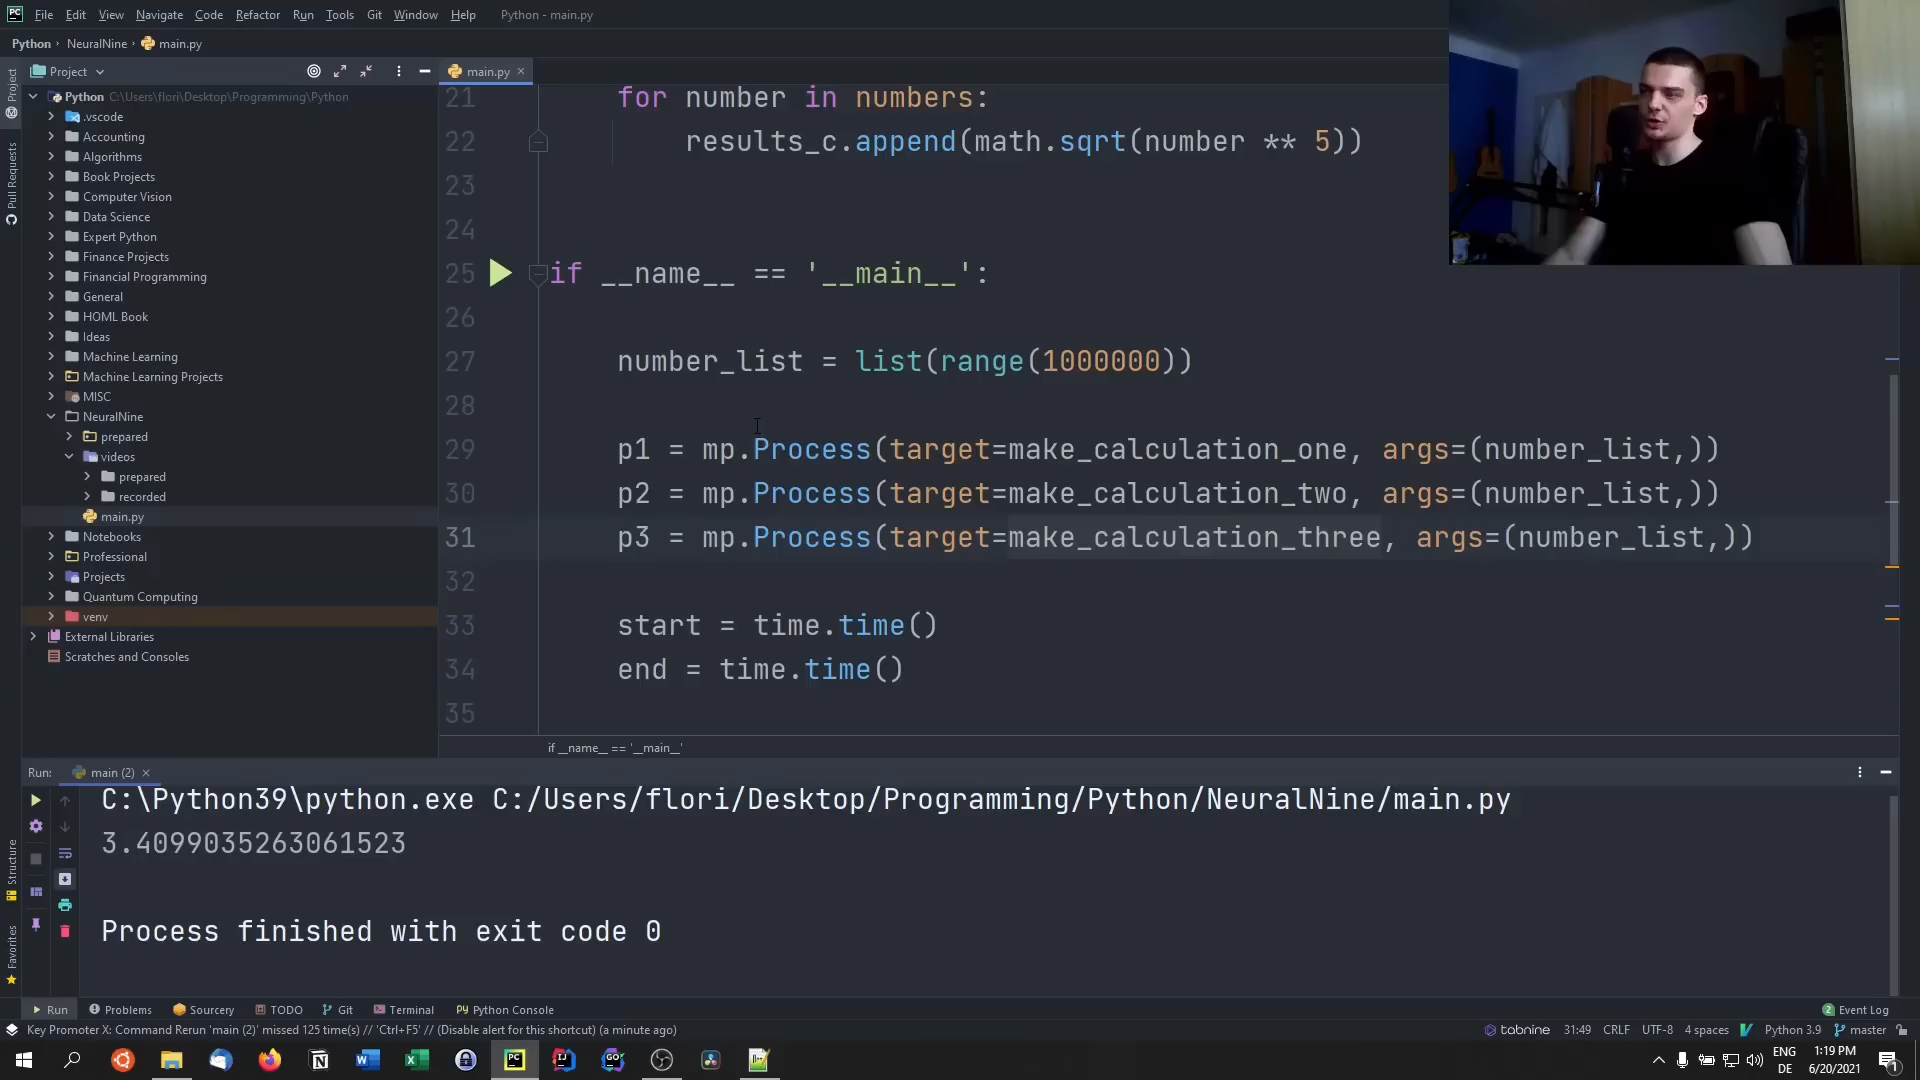 File Edit View Navigate Code Refactor Run Tools Git Window Help Python - main.py
Python NeuralNine main.py
Project
main.py
Python C:\Users\flori\Desktop\Programming\Python
.vscode
Accounting
Algorithms
Book Projects
Computer Vision
Data Science
Expert Python
Finance Projects
Financial Programming
General
HOML Book
Ideas
Machine Learning
Machine Learning Projects
MISC
NeuralNine
prepared
videos
prepared
recorded
main.py
Notebooks
Professional
Projects
Quantum Computing
venv
External Libraries
Scratches and Consoles
Project
Pull Requests
Structure
Favorites
21 for number in numbers:
22 results_c.append(math.sqrt(number ** 5))
23
24
25 if __name__ == '__main__':
26
27 number_list = list(range(1000000))
28
29 p1 = mp.Process(target=make_calculation_one, args=(number_list,))
30 p2 = mp.Process(target=make_calculation_two, args=(number_list,))
31 p3 = mp.Process(target=make_calculation_three, args=(number_list,))
32
33 start = time.time()
34 end = time.time()
35
if __name__ == '__main__'
Run: main (2)
C:\Python39\python.exe C:/Users/flori/Desktop/Programming/Python/NeuralNine/main.py
3.4099035263061523
Process finished with exit code 0
Run Problems Sourcery TODO Git Terminal Python Console 2 Event Log
Key Promoter X: Command Rerun 'main (2)' missed 125 time(s) // 'Ctrl+F5' // (Disable alert for this shortcut) (a minute ago) tabnine 31:49 CRLF UTF-8 4 spaces Python 3.9 master
ENG 1:19 PM
DE 6/20/2021